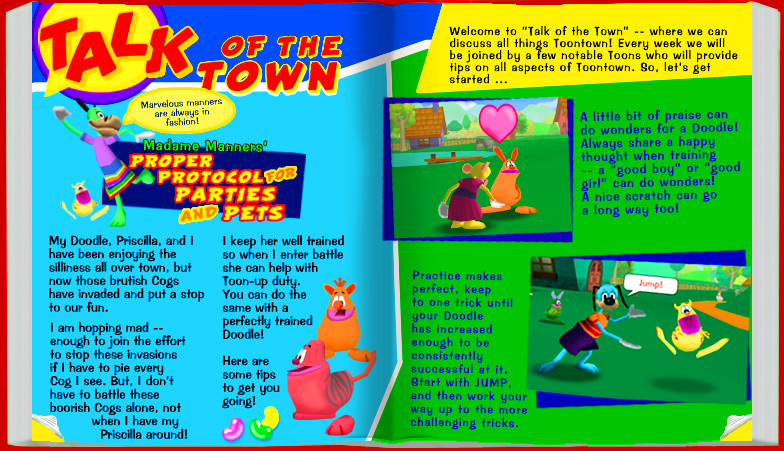 TALK
OF THE
TOWN
Marvelous manners
are always in
fashion!
Madame Manners'
PROPER
PROTOCOL FOR
PARTIES
AND PETS
My Doodle, Priscilla, and I
have been enjoying the
silliness all over town, but
now those brutish Cogs
have invaded and put a stop
to our fun.
I am hopping mad --
enough to join the effort
to stop these invasions
if I have to pie every
Cog I see. But, I don't
have to battle these
boorish Cogs alone, not
when I have my
Priscilla around!
I keep her well trained
so when I enter battle
she can help with
Toon-up duty.
You can do the
same with a
perfectly trained
Doodle!
Here are
some tips
to get you
going!
Welcome to "Talk of the Town" -- where we can
discuss all things Toontown! Every week we will
be joined by a few notable Toons who will provide
tips on all aspects of Toontown. So, let's get
started ...
A little bit of praise can
do wonders for a Doodle!
Always share a happy
thought when training
-- a "good boy" or "good
girl" can do wonders!
A nice scratch can go
a long way too!
Practice makes
perfect, keep
to one trick until
your Doodle
has increased
enough to be
consistently
successful at it.
Start with JUMP,
and then work your
way up to the more
challenging tricks.
Jump!